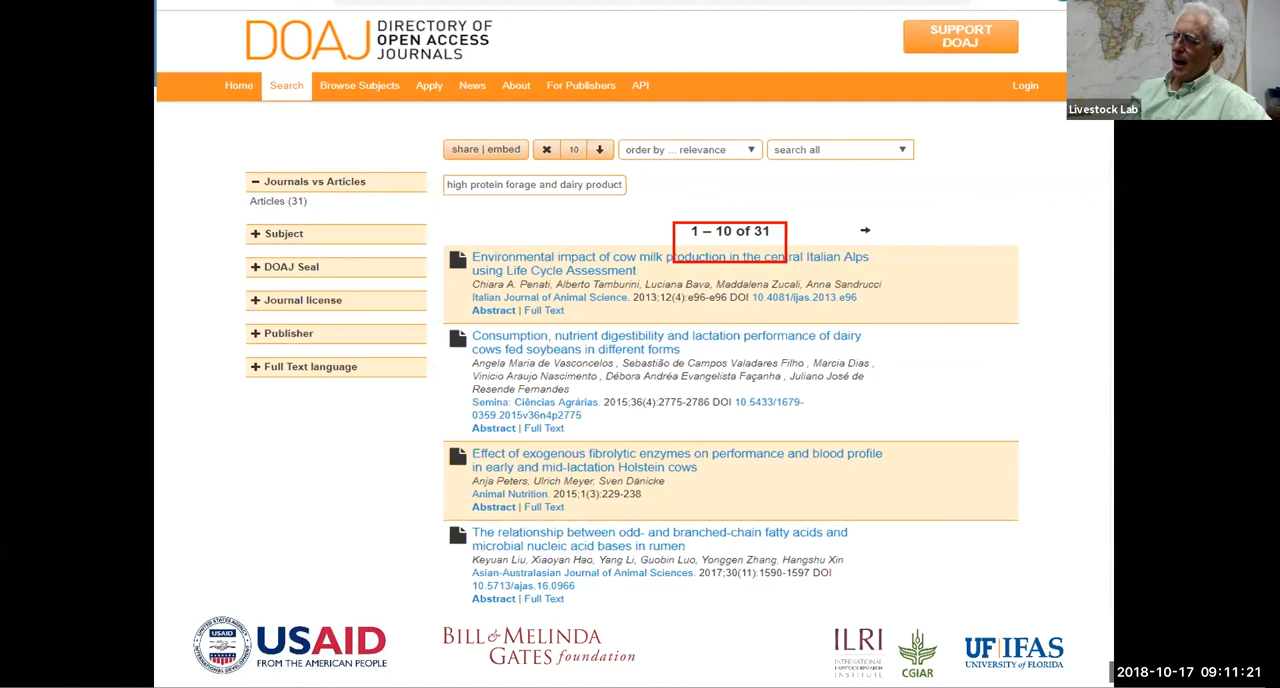 DOAJ
DIRECTORY OF
OPEN ACCESS
JOURNALS
SUPPORT
DOAJ
Livestock Lab
Home Search Browse Subjects Apply News About For Publishers API Login
share | embed ✖ 10 order by ... relevance ▼ search all ▼
high protein forage and dairy product
− Journals vs Articles
Articles (31)
+ Subject
+ DOAJ Seal
+ Journal license
+ Publisher
+ Full Text language
1 – 10 of 31
Environmental impact of cow milk production in the central Italian Alps
using Life Cycle Assessment
Chiara A. Penati, Alberto Tamburini, Luciana Bava, Maddalena Zucali, Anna Sandrucci
Italian Journal of Animal Science. 2013;12(4):e96-e96 DOI 10.4081/ijas.2013.e96
Abstract | Full Text
Consumption, nutrient digestibility and lactation performance of dairy
cows fed soybeans in different forms
Angela Maria de Vasconcelos , Sebastião de Campos Valadares Filho , Marcia Dias ,
Vinicio Araujo Nascimento , Débora Andréa Evangelista Façanha , Juliano José de
Resende Fernandes
Semina: Ciências Agrárias. 2015;36(4):2775-2786 DOI 10.5433/1679-
0359.2015v36n4p2775
Abstract | Full Text
Effect of exogenous fibrolytic enzymes on performance and blood profile
in early and mid-lactation Holstein cows
Anja Peters, Ulrich Meyer, Sven Dänicke
Animal Nutrition. 2015;1(3):229-238
Abstract | Full Text
The relationship between odd- and branched-chain fatty acids and
microbial nucleic acid bases in rumen
Keyuan Liu, Xiaoyan Hao, Yang Li, Guobin Luo, Yonggen Zhang, Hangshu Xin
Asian-Australasian Journal of Animal Sciences. 2017;30(11):1590-1597 DOI
10.5713/ajas.16.0966
Abstract | Full Text
USAID
USAID
FROM THE AMERICAN PEOPLE
BILL & MELINDA
GATES foundation
ILRI
INTERNATIONAL
LIVESTOCK RESEARCH
INSTITUTE
CGIAR
UF|IFAS
UNIVERSITY of FLORIDA
2018-10-17 09:11:21